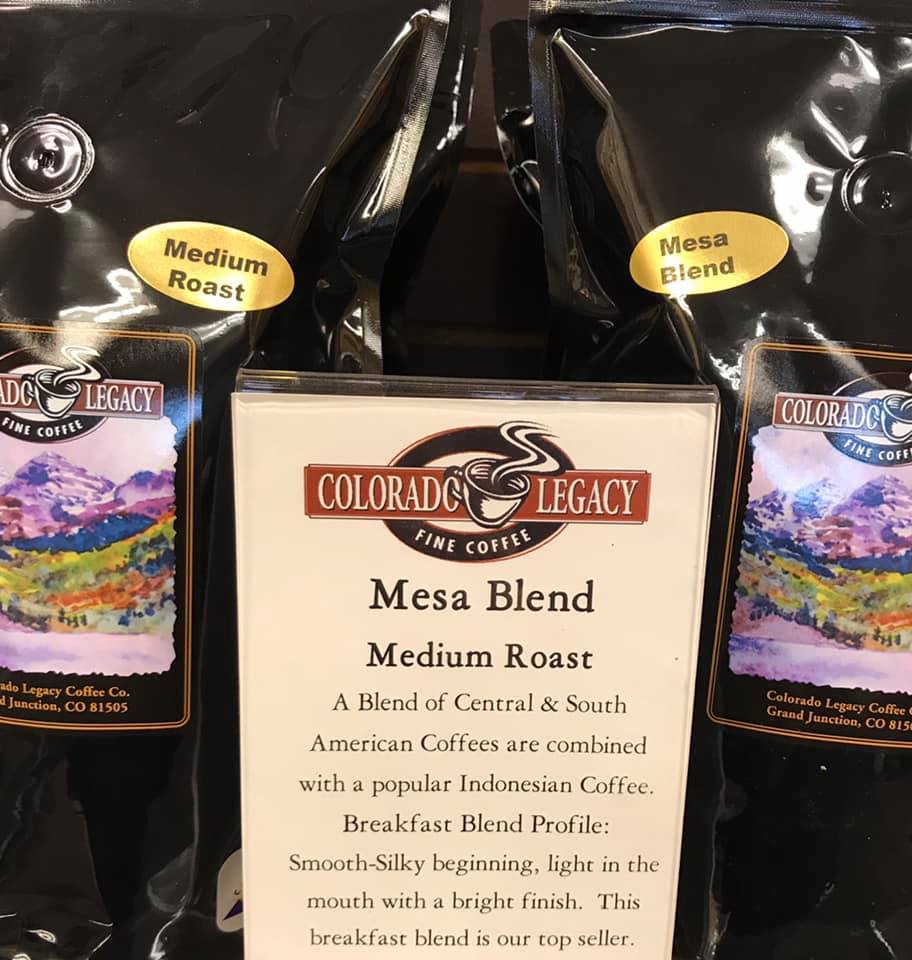 Medium
Roast
LEGACY
FINE COFFEE
Legacy Coffee Co.
Junction, CO 81505
Mesa
Blend
COLORADO
FINE
Colorado Legacy Coffee
Grand Junction, CO
COLORADO LEGACY
FINE COFFEE
Mesa Blend
Medium Roast
A Blend of Central & South
American Coffees are combined
with a popular Indonesian Coffee.
Breakfast Blend Profile:
Smooth-Silky beginning, light in the
mouth with a bright finish. This
breakfast blend is our top seller.